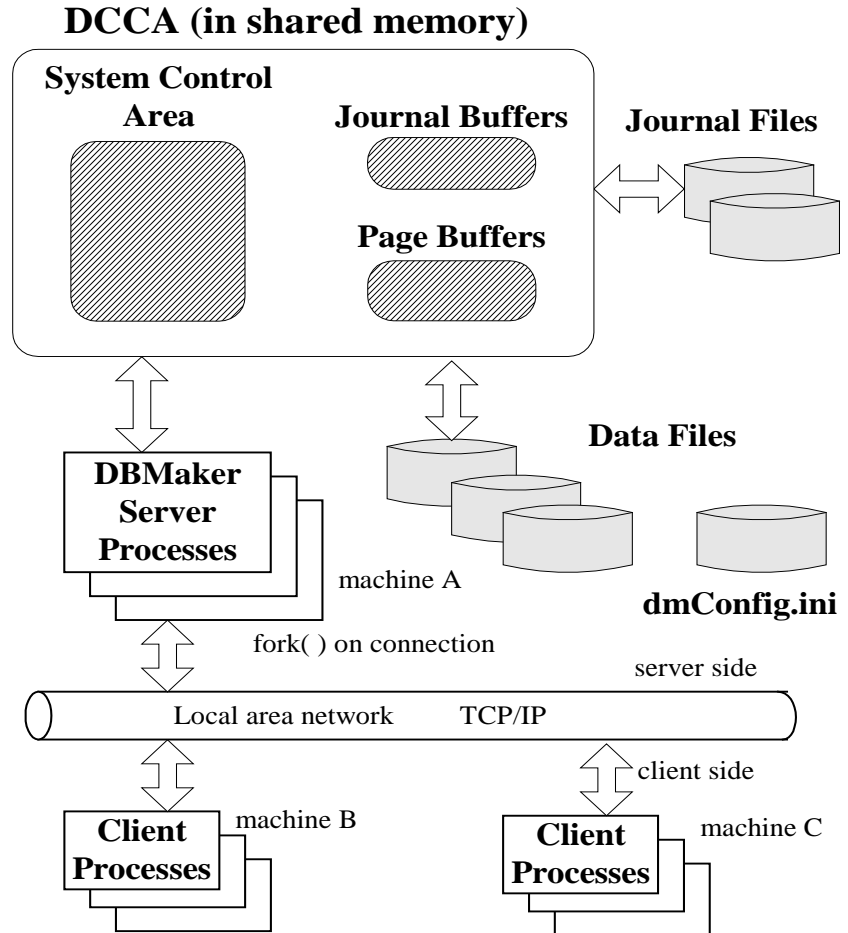 DCCA (in shared memory)
System Control
Area
Journal Buffers
Journal Files
Page Buffers
Data Files
DBMaker
Server
Processes
machine A
dmConfig.ini
fork( ) on connection
server side
Local area network TCP/IP
client side
Client
Processes
machine B
Client
Processes
machine C